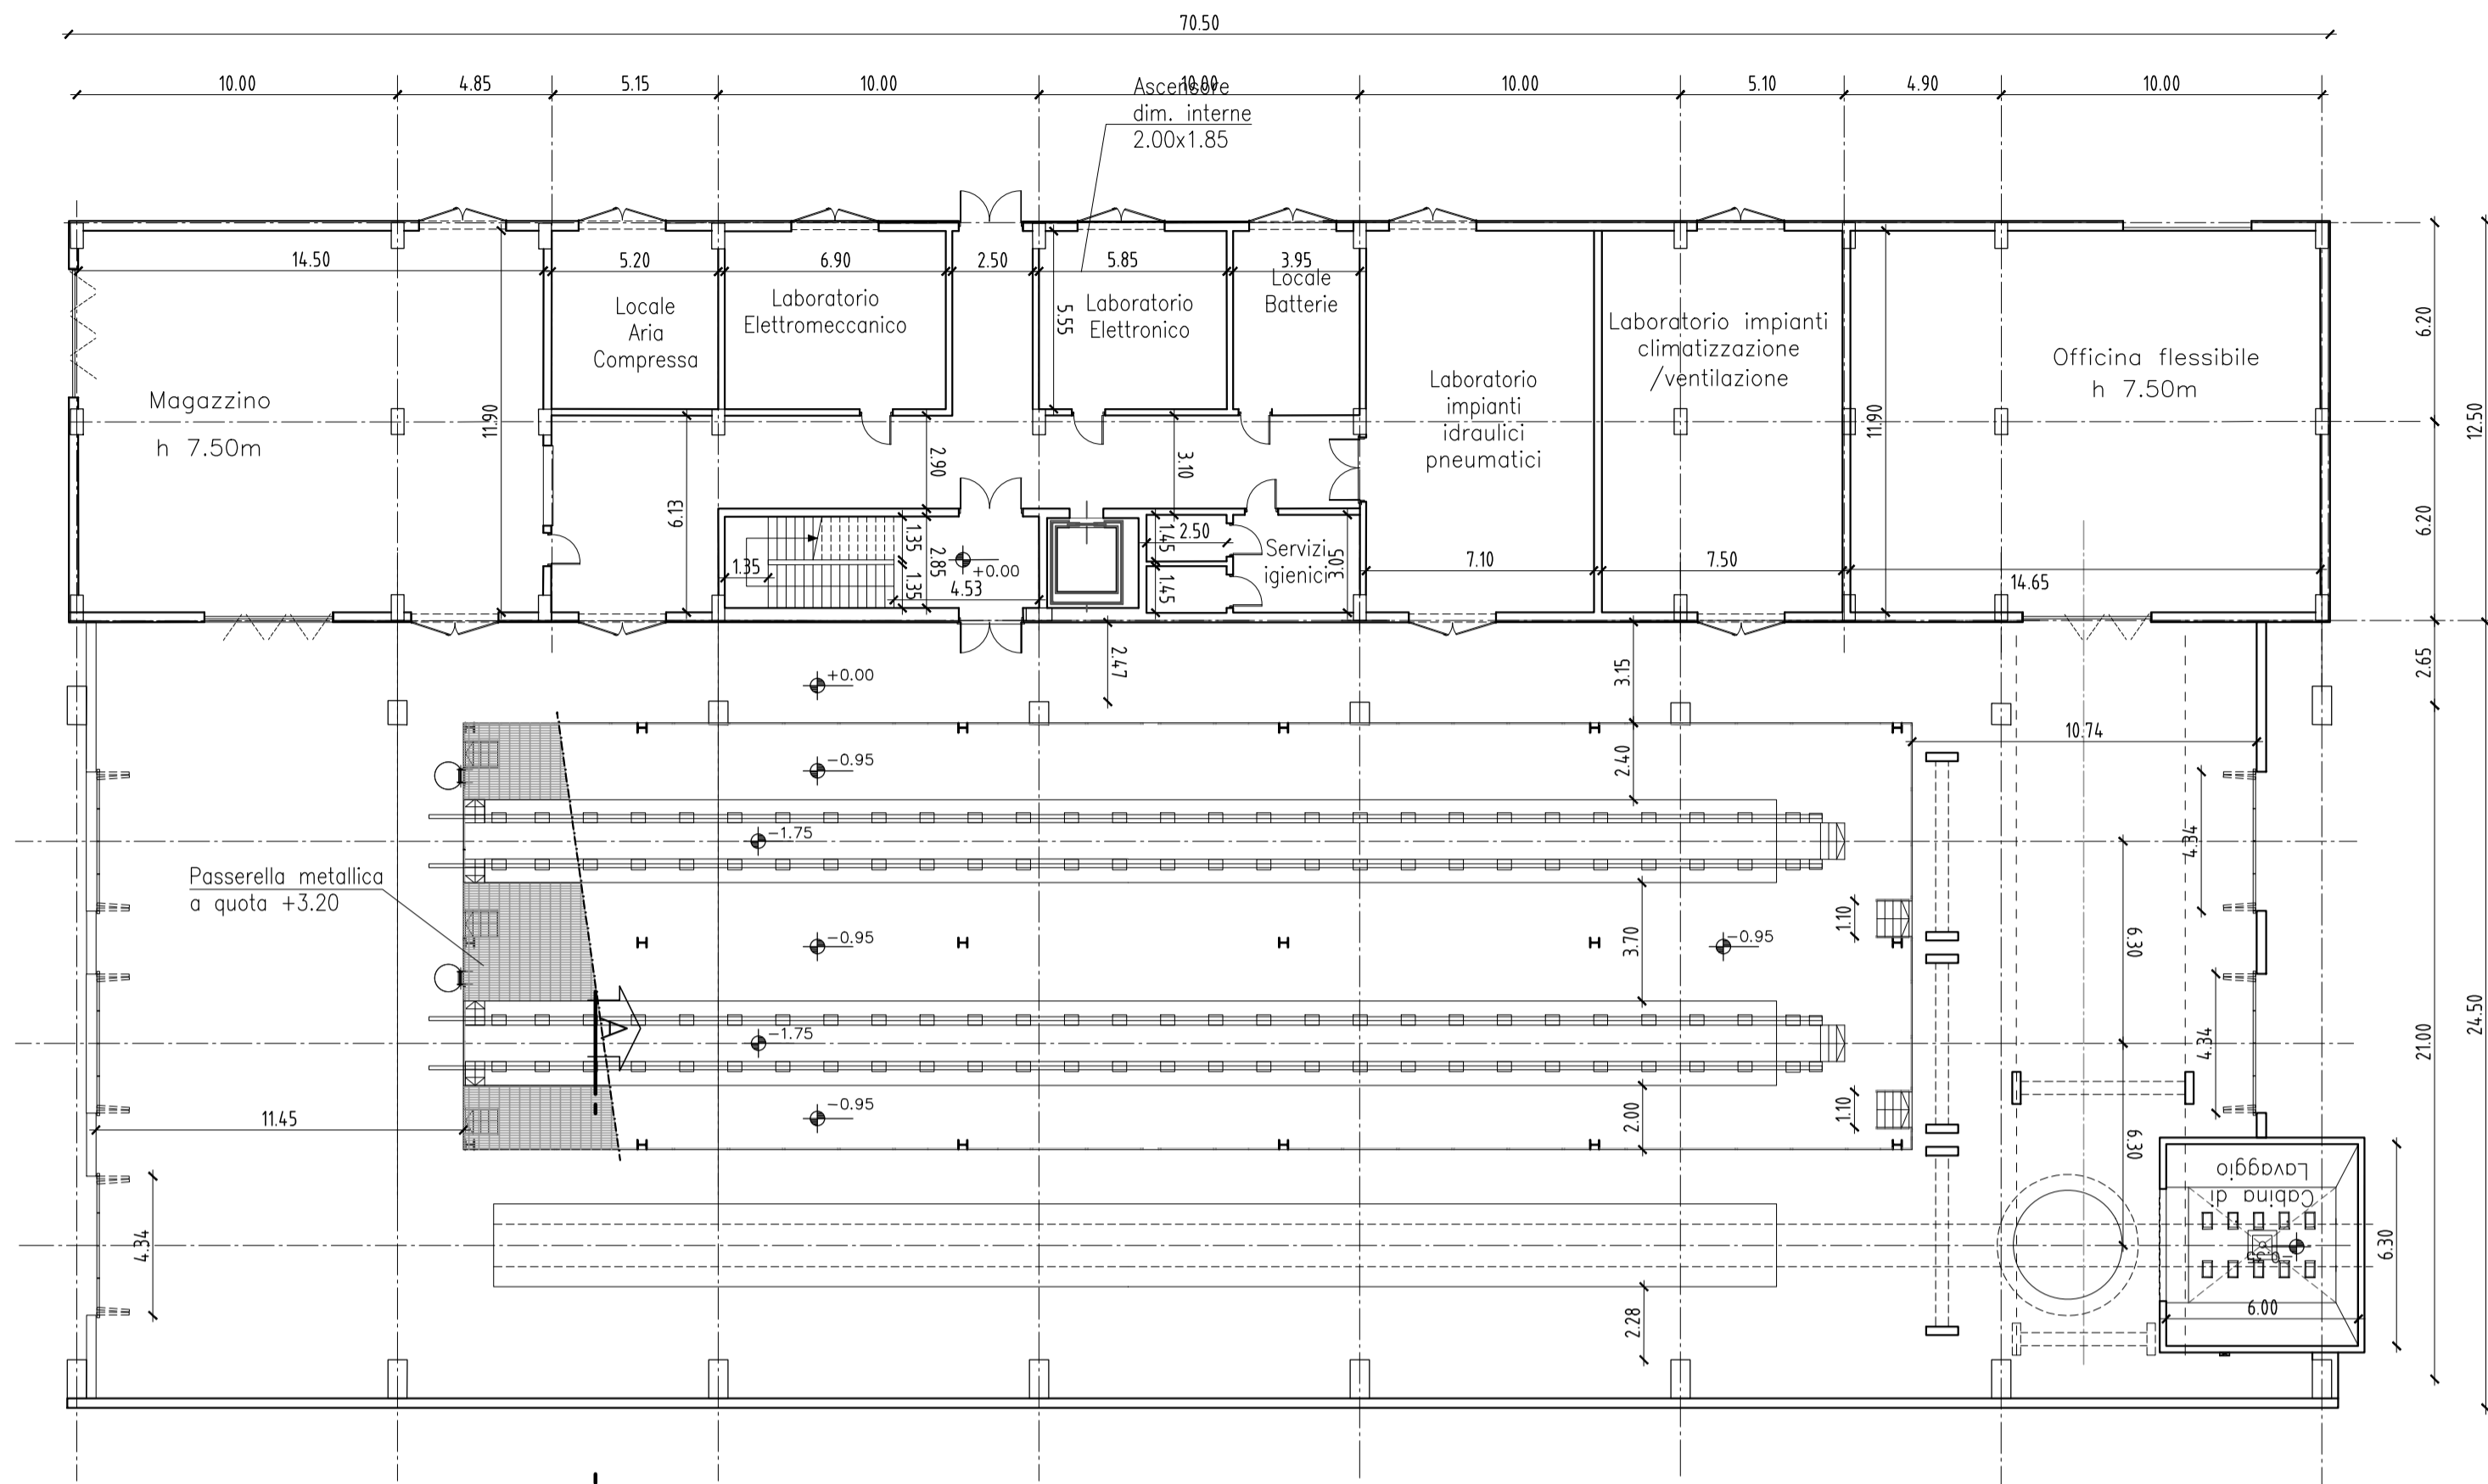 70.50
10.00
4.85
5.15
10.00
10.00
10.00
5.10
4.90
10.00
Ascensore
dim. interne
2.00x1.85
14.50
5.20
6.90
2.50
5.85
3.95
Locale
Aria
Compressa
Laboratorio
Elettromeccanico
5.55
Laboratorio
Elettronico
Locale
Batterie
Laboratorio impianti
climatizzazione
/ventilazione
Officina flessibile
h 7.50m
6.20
12.50
Magazzino
h 7.50m
11.90
Laboratorio
impianti
idraulici
pneumatici
11.90
6.13
2.90
3.10
6.20
1.35
1.35
1.35
2.85
+0.00
4.53
1.45
2.50
1.45
Servizi
igienici
3.05
7.10
7.50
14.65
+0.00
2.47
3.15
2.65
10.74
-0.95
2.40
-1.75
4.34
Passerella metallica
a quota +3.20
-0.95
3.70
-0.95
1.10
6.30
A
-1.75
4.34
21.00
24.50
11.45
-0.95
2.00
1.10
6.30
Cabina di
Lavaggio
4.34
6.30
6.00
2.28